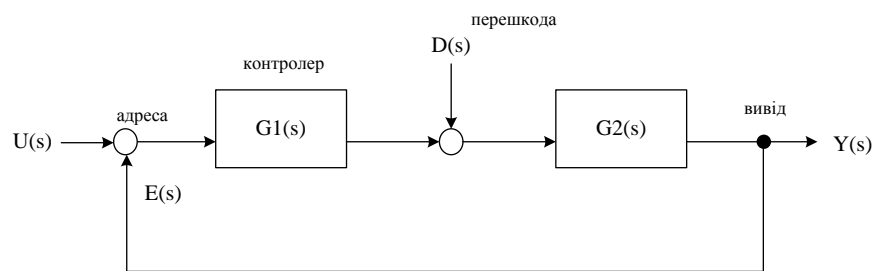 перешкода
D(s)
контролер
адреса
вивід
U(s)
G1(s)
G2(s)
Y(s)
E(s)